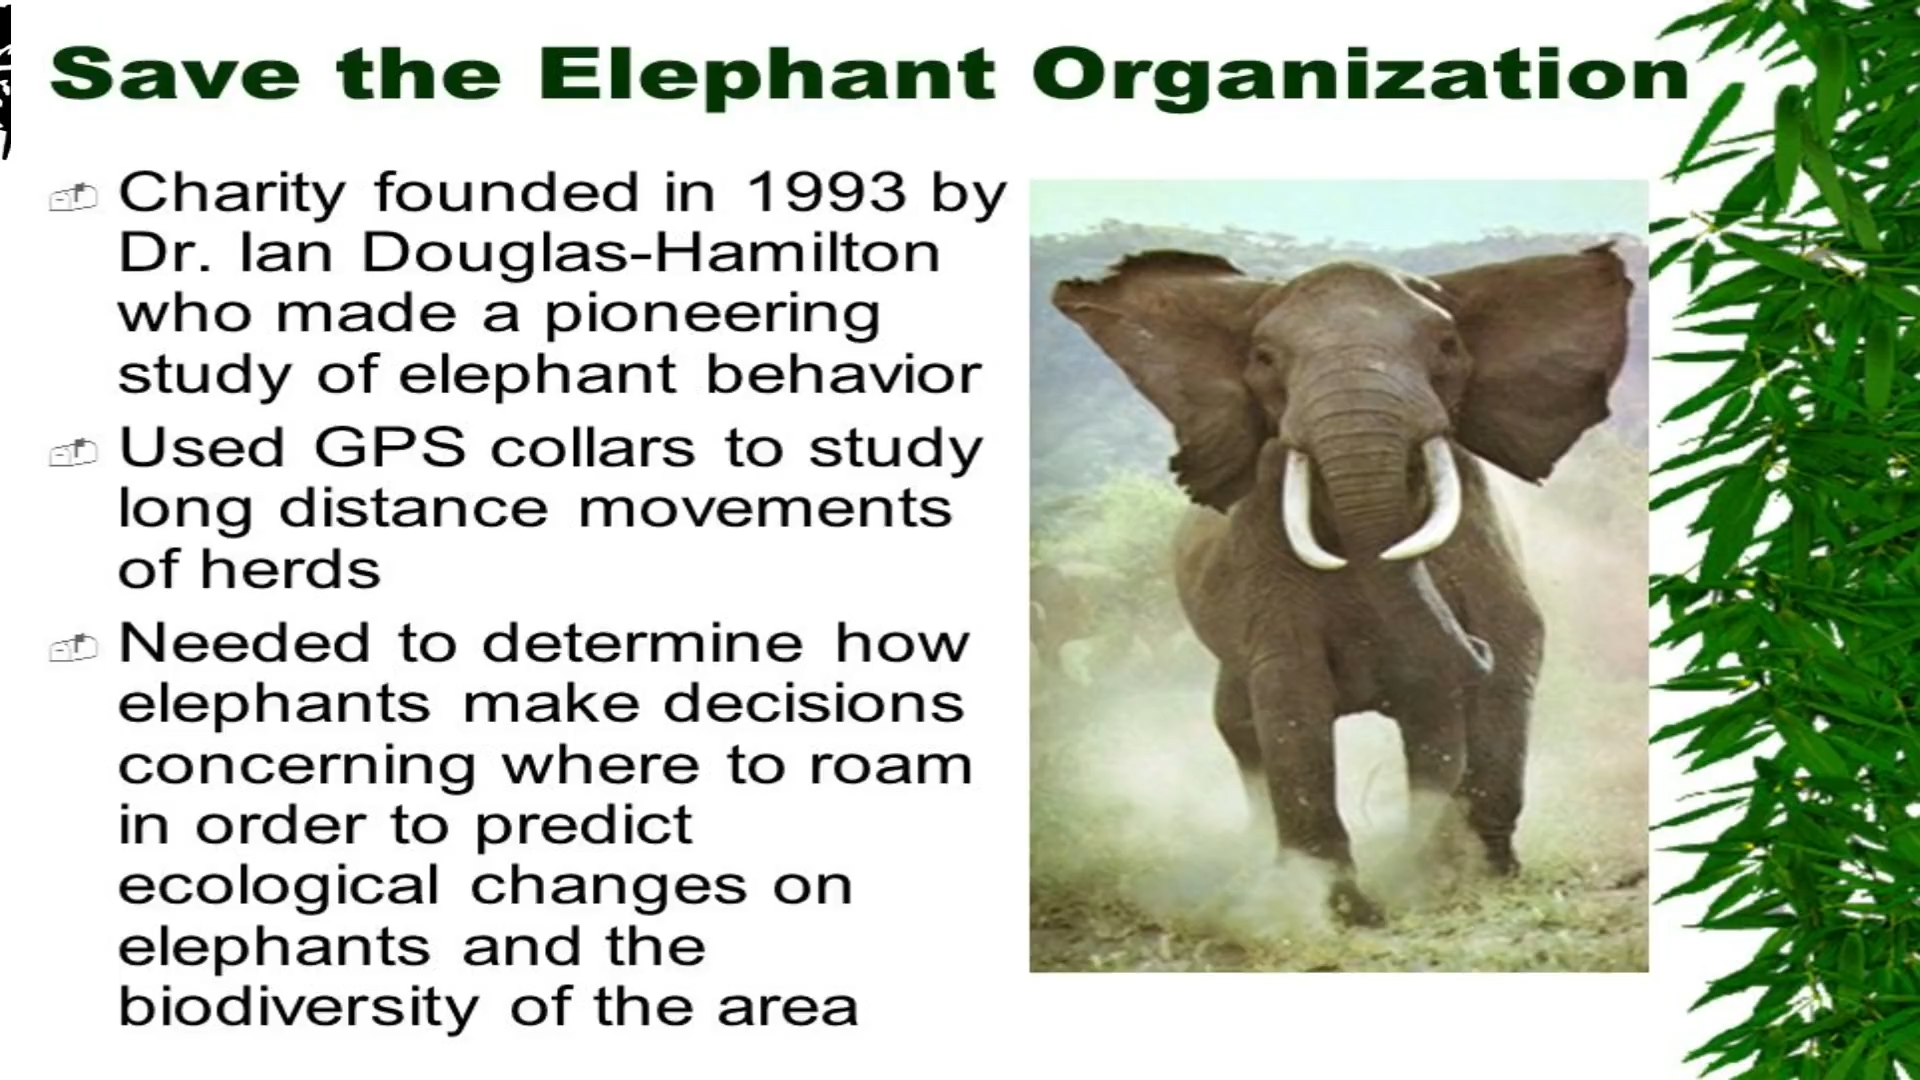 Save the Elephant Organization
Charity founded in 1993 by
Dr. Ian Douglas-Hamilton
who made a pioneering
study of elephant behavior
Used GPS collars to study
long distance movements
of herds
Needed to determine how
elephants make decisions
concerning where to roam
in order to predict
ecological changes on
elephants and the
biodiversity of the area